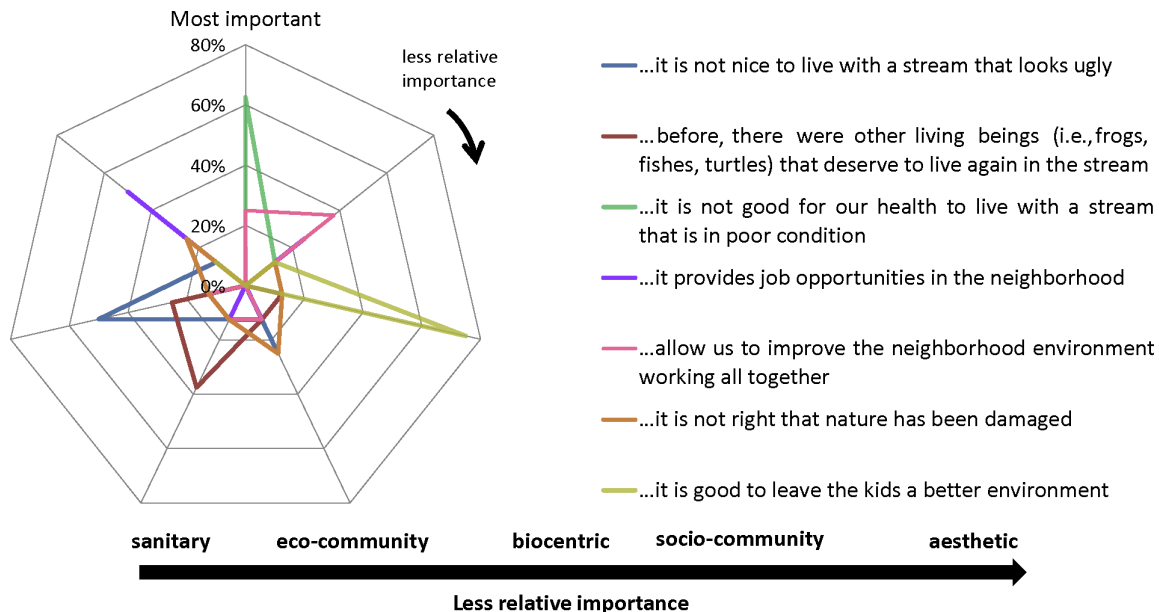 Most important
80%
60%
40%
20%
0%
less relative
importance
...it is not nice to live with a stream that looks ugly
...before, there were other living beings (i.e.,frogs,
fishes, turtles) that deserve to live again in the stream
...it is not good for our health to live with a stream
that is in poor condition
...it provides job opportunities in the neighborhood
...allow us to improve the neighborhood environment
working all together
...it is not right that nature has been damaged
...it is good to leave the kids a better environment
sanitary eco-community biocentric socio-community aesthetic
Less relative importance